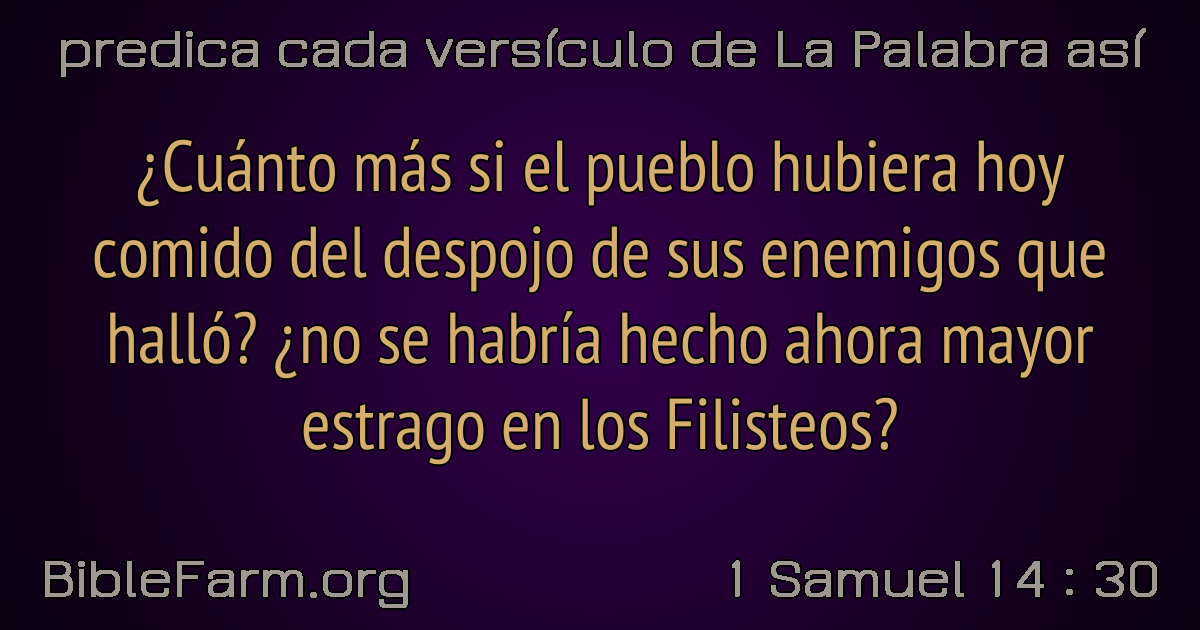 predica cada versículo de La Palabra así
¿Cuánto más si el pueblo hubiera hoy
comido del despojo de sus enemigos que
halló? ¿no se habría hecho ahora mayor
estrago en los Filisteos?
BibleFarm.org
1 Samuel 14 : 30